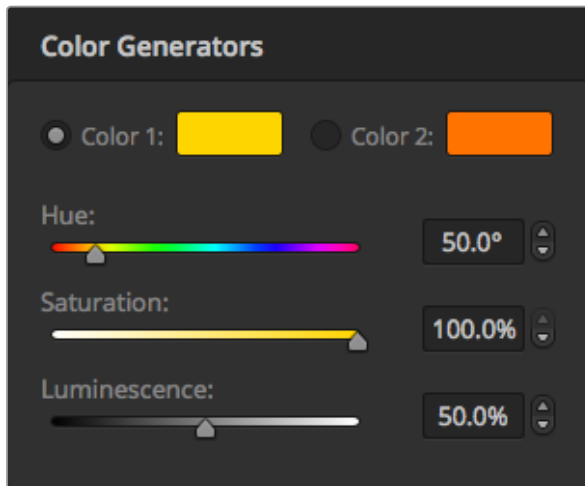 Color Generators
Color 1: Color 2:
Hue:
50.0°
Saturation:
100.0%
Luminescence:
50.0%